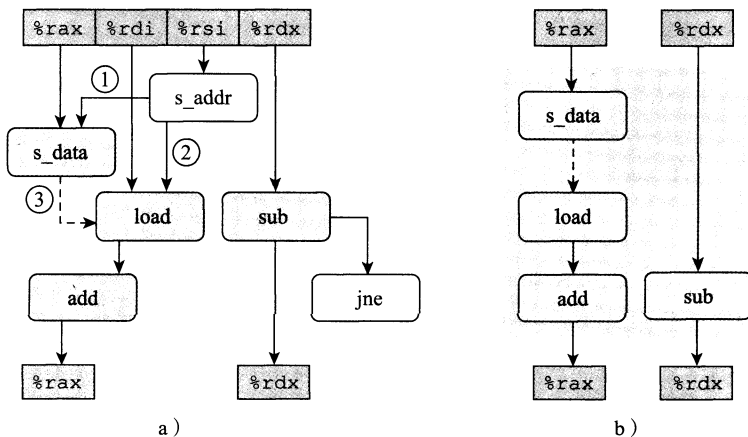 %rax %rdi %rsi %rdx
①
s_addr
s_data
②
③
load
sub
add
jne
%rax
%rdx
a)
%rax
%rdx
s_data
load
add
sub
%rax
%rdx
b)